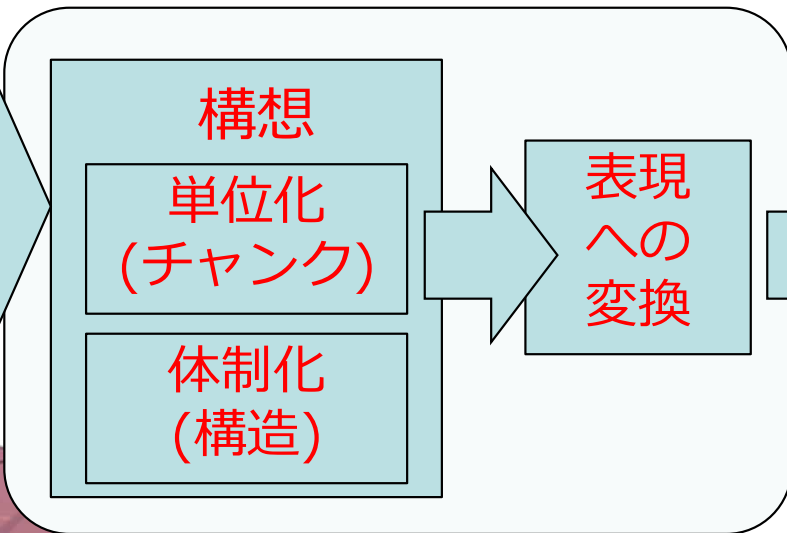 構想
単位化
(チャンク)
体制化
(構造)
表現
への
変換